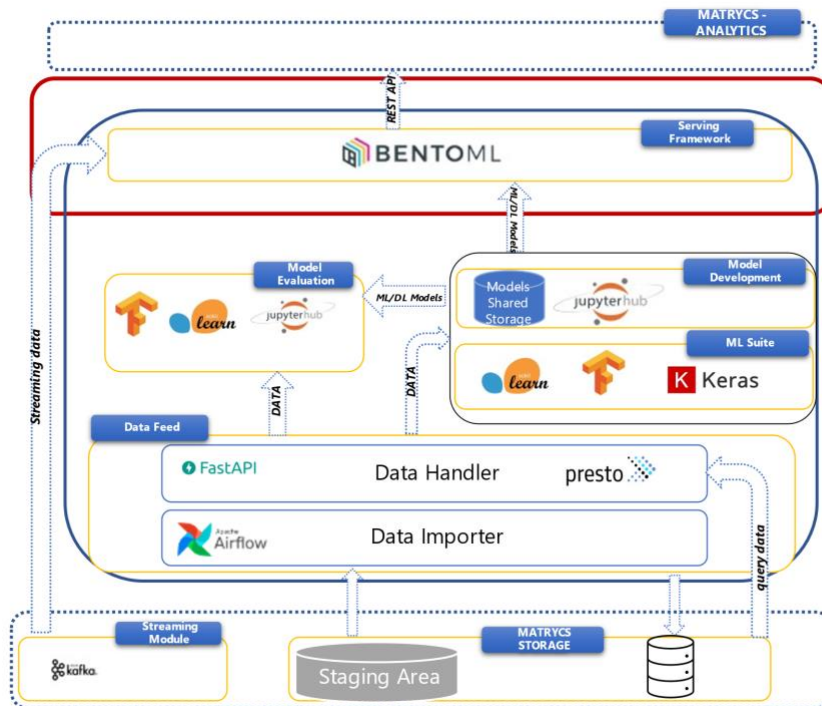 MATRYCS -
ANALYTICS
REST API
Serving
Framework
BENTOML
ML/DL Models
Model
Evaluation
learn
jupyterhub
ML/DL Models
Model
Development
Models
Shared
Storage
jupyterhub
ML Suite
learn
K Keras
Streaming data
DATA
DATA
Data Feed
FastAPI
Data Handler
presto
APACHE
Airflow
Data Importer
query data
Streaming
Module
kafka
MATRYCS
STORAGE
Staging Area